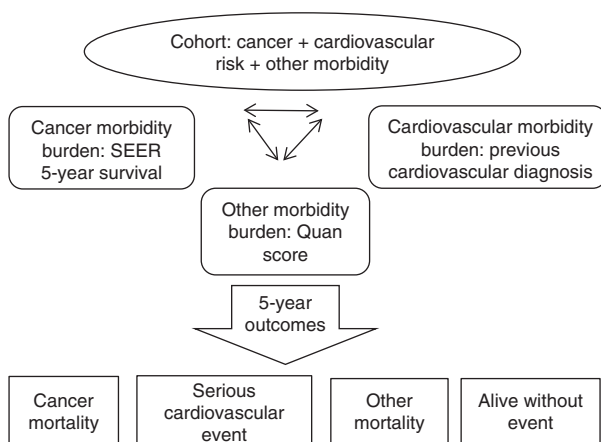 Cohort: cancer + cardiovascular
risk + other morbidity
Cancer morbidity
burden: SEER
5-year survival
Cardiovascular morbidity
burden: previous
cardiovascular diagnosis
Other morbidity
burden: Quan
score
5-year
outcomes
Cancer
mortality
Serious
cardiovascular
event
Other
mortality
Alive without
event